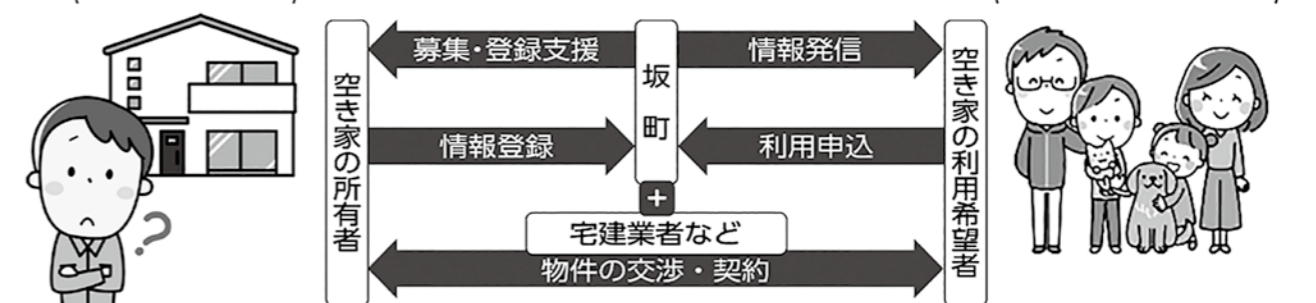 募集・登録支援
情報発信
空き家の所有者
坂町
空き家の利用希望者
情報登録
利用申込
+
宅建業者など
物件の交渉・契約
?